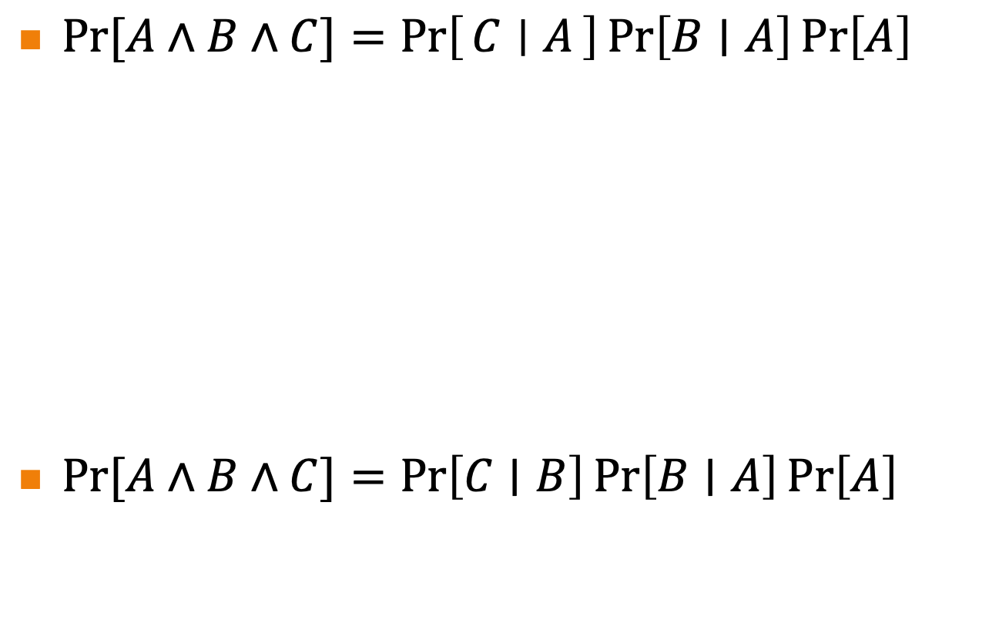 ▪ Pr[A ∧ B ∧ C] = Pr[ C | A ] Pr[B | A] Pr[A]
▪ Pr[A ∧ B ∧ C] = Pr[C | B] Pr[B | A] Pr[A]